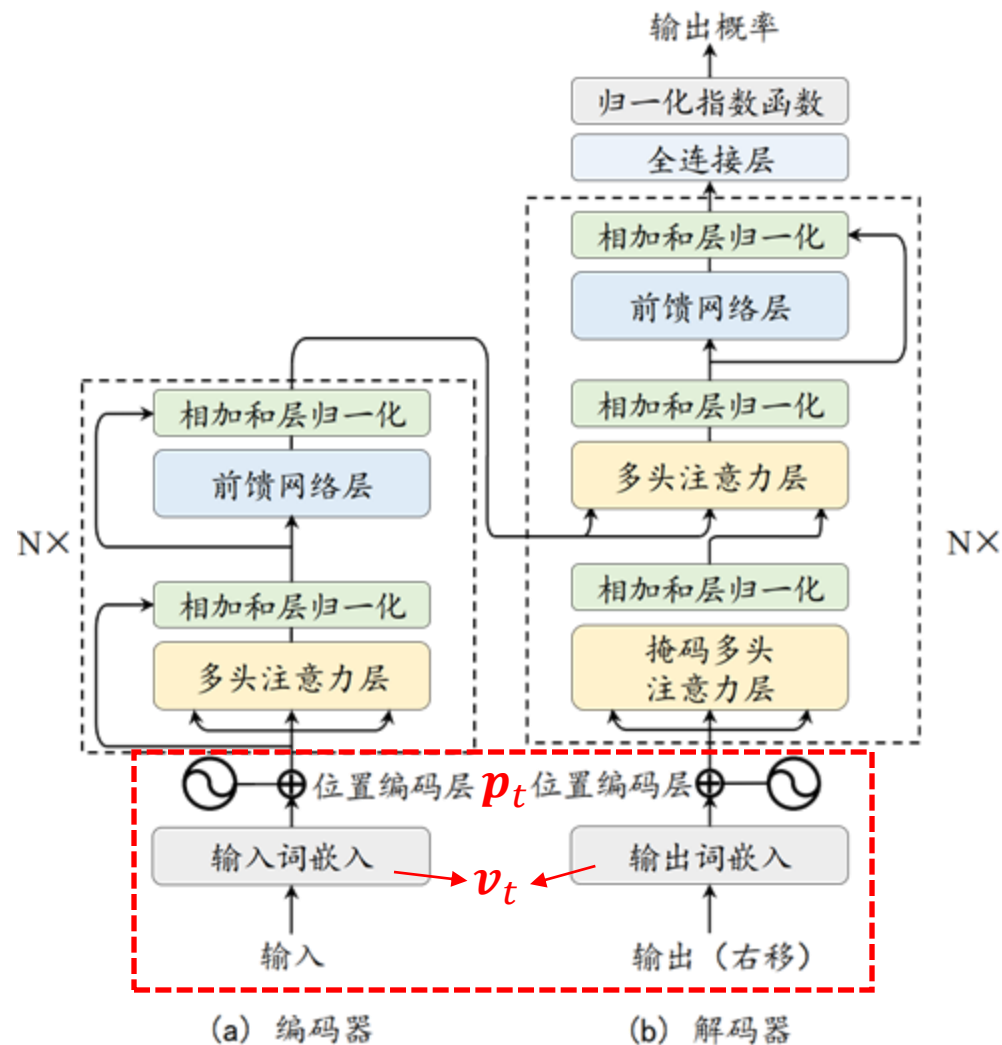 输出概率
归一化指数函数
全连接层
相加和层归一化
前馈网络层
相加和层归一化
多头注意力层
相加和层归一化
掩码多头
注意力层
N×
相加和层归一化
前馈网络层
N×
相加和层归一化
多头注意力层
位置编码层 pₜ 位置编码层
输入词嵌入
vₜ
输出词嵌入
输入
输出（右移）
(a) 编码器
(b) 解码器